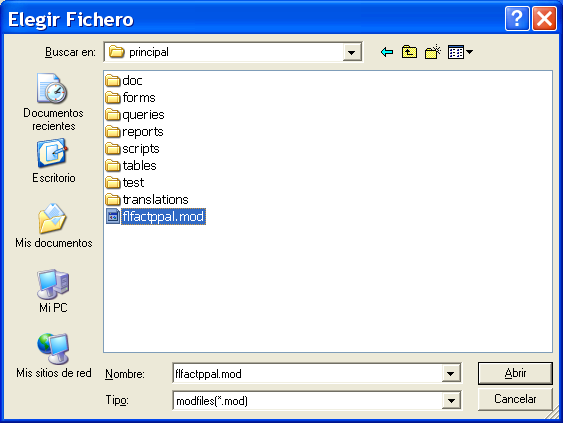 Elegir Fichero
Buscar en: principal
Documentos
recientes
Escritorio
Mis documentos
Mi PC
Mis sitios de red
doc
forms
queries
reports
scripts
tables
test
translations
flfactppal.mod
Nombre: flfactppal.mod
Abrir
Tipo: modfiles(*.mod)
Cancelar